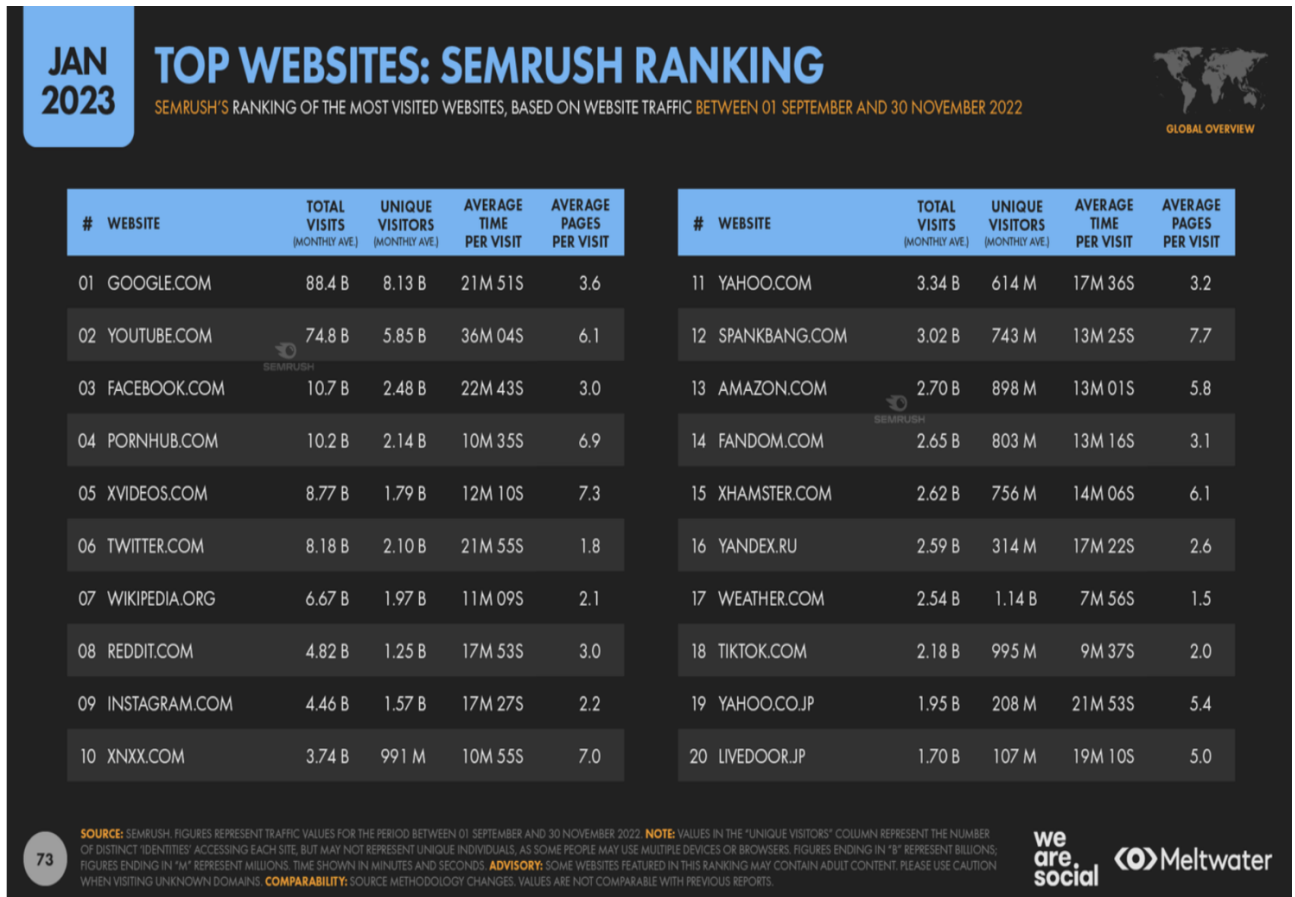 JAN
2023
TOP WEBSITES: SEMRUSH RANKING
SEMRUSH'S RANKING OF THE MOST VISITED WEBSITES, BASED ON WEBSITE TRAFFIC BETWEEN 01 SEPTEMBER AND 30 NOVEMBER 2022
GLOBAL OVERVIEW
# WEBSITE TOTAL VISITS (MONTHLY AVE.) UNIQUE VISITORS (MONTHLY AVE.) AVERAGE TIME PER VISIT AVERAGE PAGES PER VISIT
01 GOOGLE.COM 88.4 B 8.13 B 21M 51S 3.6
02 YOUTUBE.COM 74.8 B 5.85 B 36M 04S 6.1
03 FACEBOOK.COM 10.7 B 2.48 B 22M 43S 3.0
04 PORNHUB.COM 10.2 B 2.14 B 10M 35S 6.9
05 XVIDEOS.COM 8.77 B 1.79 B 12M 10S 7.3
06 TWITTER.COM 8.18 B 2.10 B 21M 55S 1.8
07 WIKIPEDIA.ORG 6.67 B 1.97 B 11M 09S 2.1
08 REDDIT.COM 4.82 B 1.25 B 17M 53S 3.0
09 INSTAGRAM.COM 4.46 B 1.57 B 17M 27S 2.2
10 XNXX.COM 3.74 B 991 M 10M 55S 7.0
SEMRUSH
# WEBSITE TOTAL VISITS (MONTHLY AVE.) UNIQUE VISITORS (MONTHLY AVE.) AVERAGE TIME PER VISIT AVERAGE PAGES PER VISIT
11 YAHOO.COM 3.34 B 614 M 17M 36S 3.2
12 SPANKBANG.COM 3.02 B 743 M 13M 25S 7.7
13 AMAZON.COM 2.70 B 898 M 13M 01S 5.8
14 FANDOM.COM 2.65 B 803 M 13M 16S 3.1
15 XHAMSTER.COM 2.62 B 756 M 14M 06S 6.1
16 YANDEX.RU 2.59 B 314 M 17M 22S 2.6
17 WEATHER.COM 2.54 B 1.14 B 7M 56S 1.5
18 TIKTOK.COM 2.18 B 995 M 9M 37S 2.0
19 YAHOO.CO.JP 1.95 B 208 M 21M 53S 5.4
20 LIVEDOOR.JP 1.70 B 107 M 19M 10S 5.0
SEMRUSH
73
SOURCE: SEMRUSH. FIGURES REPRESENT TRAFFIC VALUES FOR THE PERIOD BETWEEN 01 SEPTEMBER AND 30 NOVEMBER 2022. NOTE: VALUES IN THE "UNIQUE VISITORS" COLUMN REPRESENT THE NUMBER
OF DISTINCT 'IDENTITIES' ACCESSING EACH SITE, BUT MAY NOT REPRESENT UNIQUE INDIVIDUALS, AS SOME PEOPLE MAY USE MULTIPLE DEVICES OR BROWSERS. FIGURES ENDING IN "B" REPRESENT BILLIONS;
FIGURES ENDING IN "M" REPRESENT MILLIONS. TIME SHOWN IN MINUTES AND SECONDS. ADVISORY: SOME WEBSITES FEATURED IN THIS RANKING MAY CONTAIN ADULT CONTENT. PLEASE USE CAUTION
WHEN VISITING UNKNOWN DOMAINS. COMPARABILITY: SOURCE METHODOLOGY CHANGES. VALUES ARE NOT COMPARABLE WITH PREVIOUS REPORTS.
we
are.
social
Meltwater